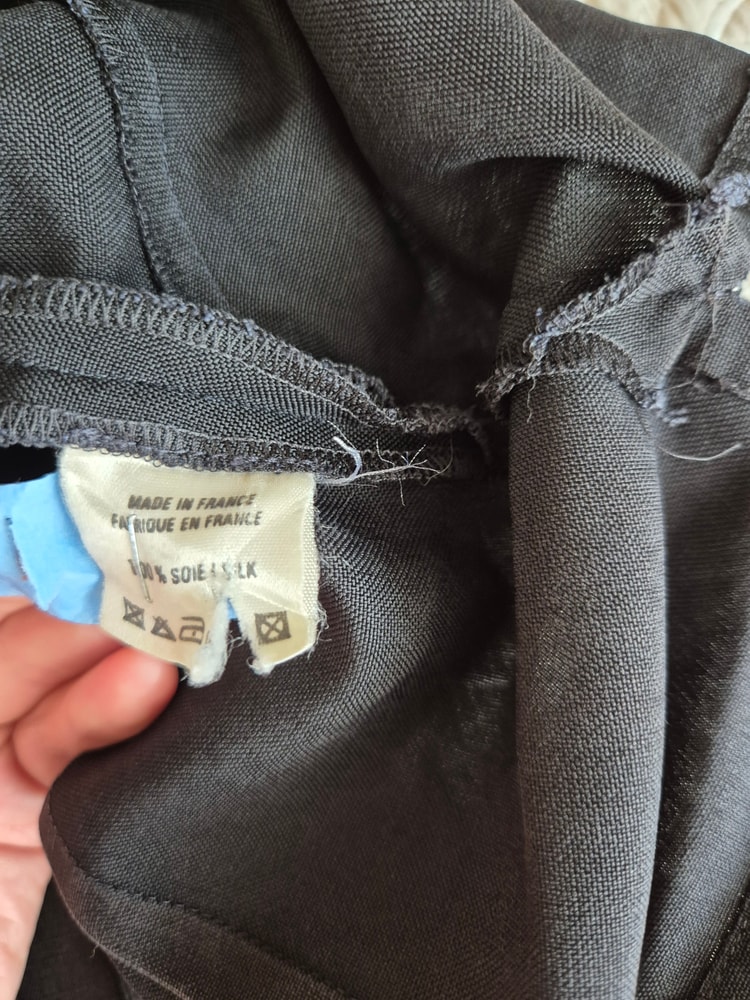 MADE IN FRANCE
FABRIQUE EN FRANCE
100% SOIE / SILK